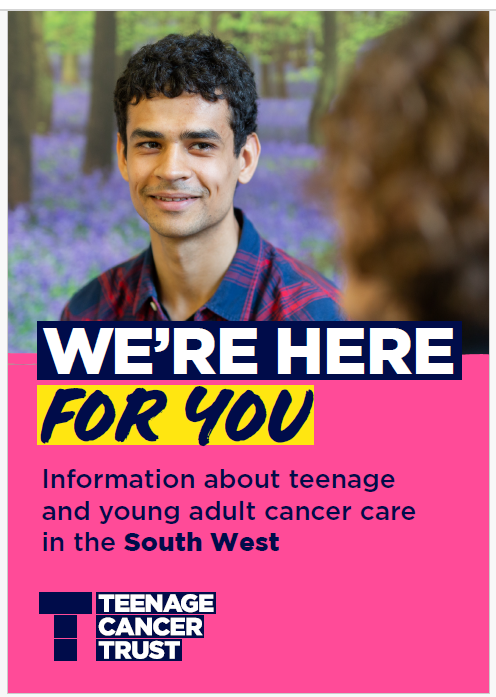 WE'RE HERE
FOR YOU
Information about teenage
and young adult cancer care
in the South West
TEENAGE
CANCER
TRUST